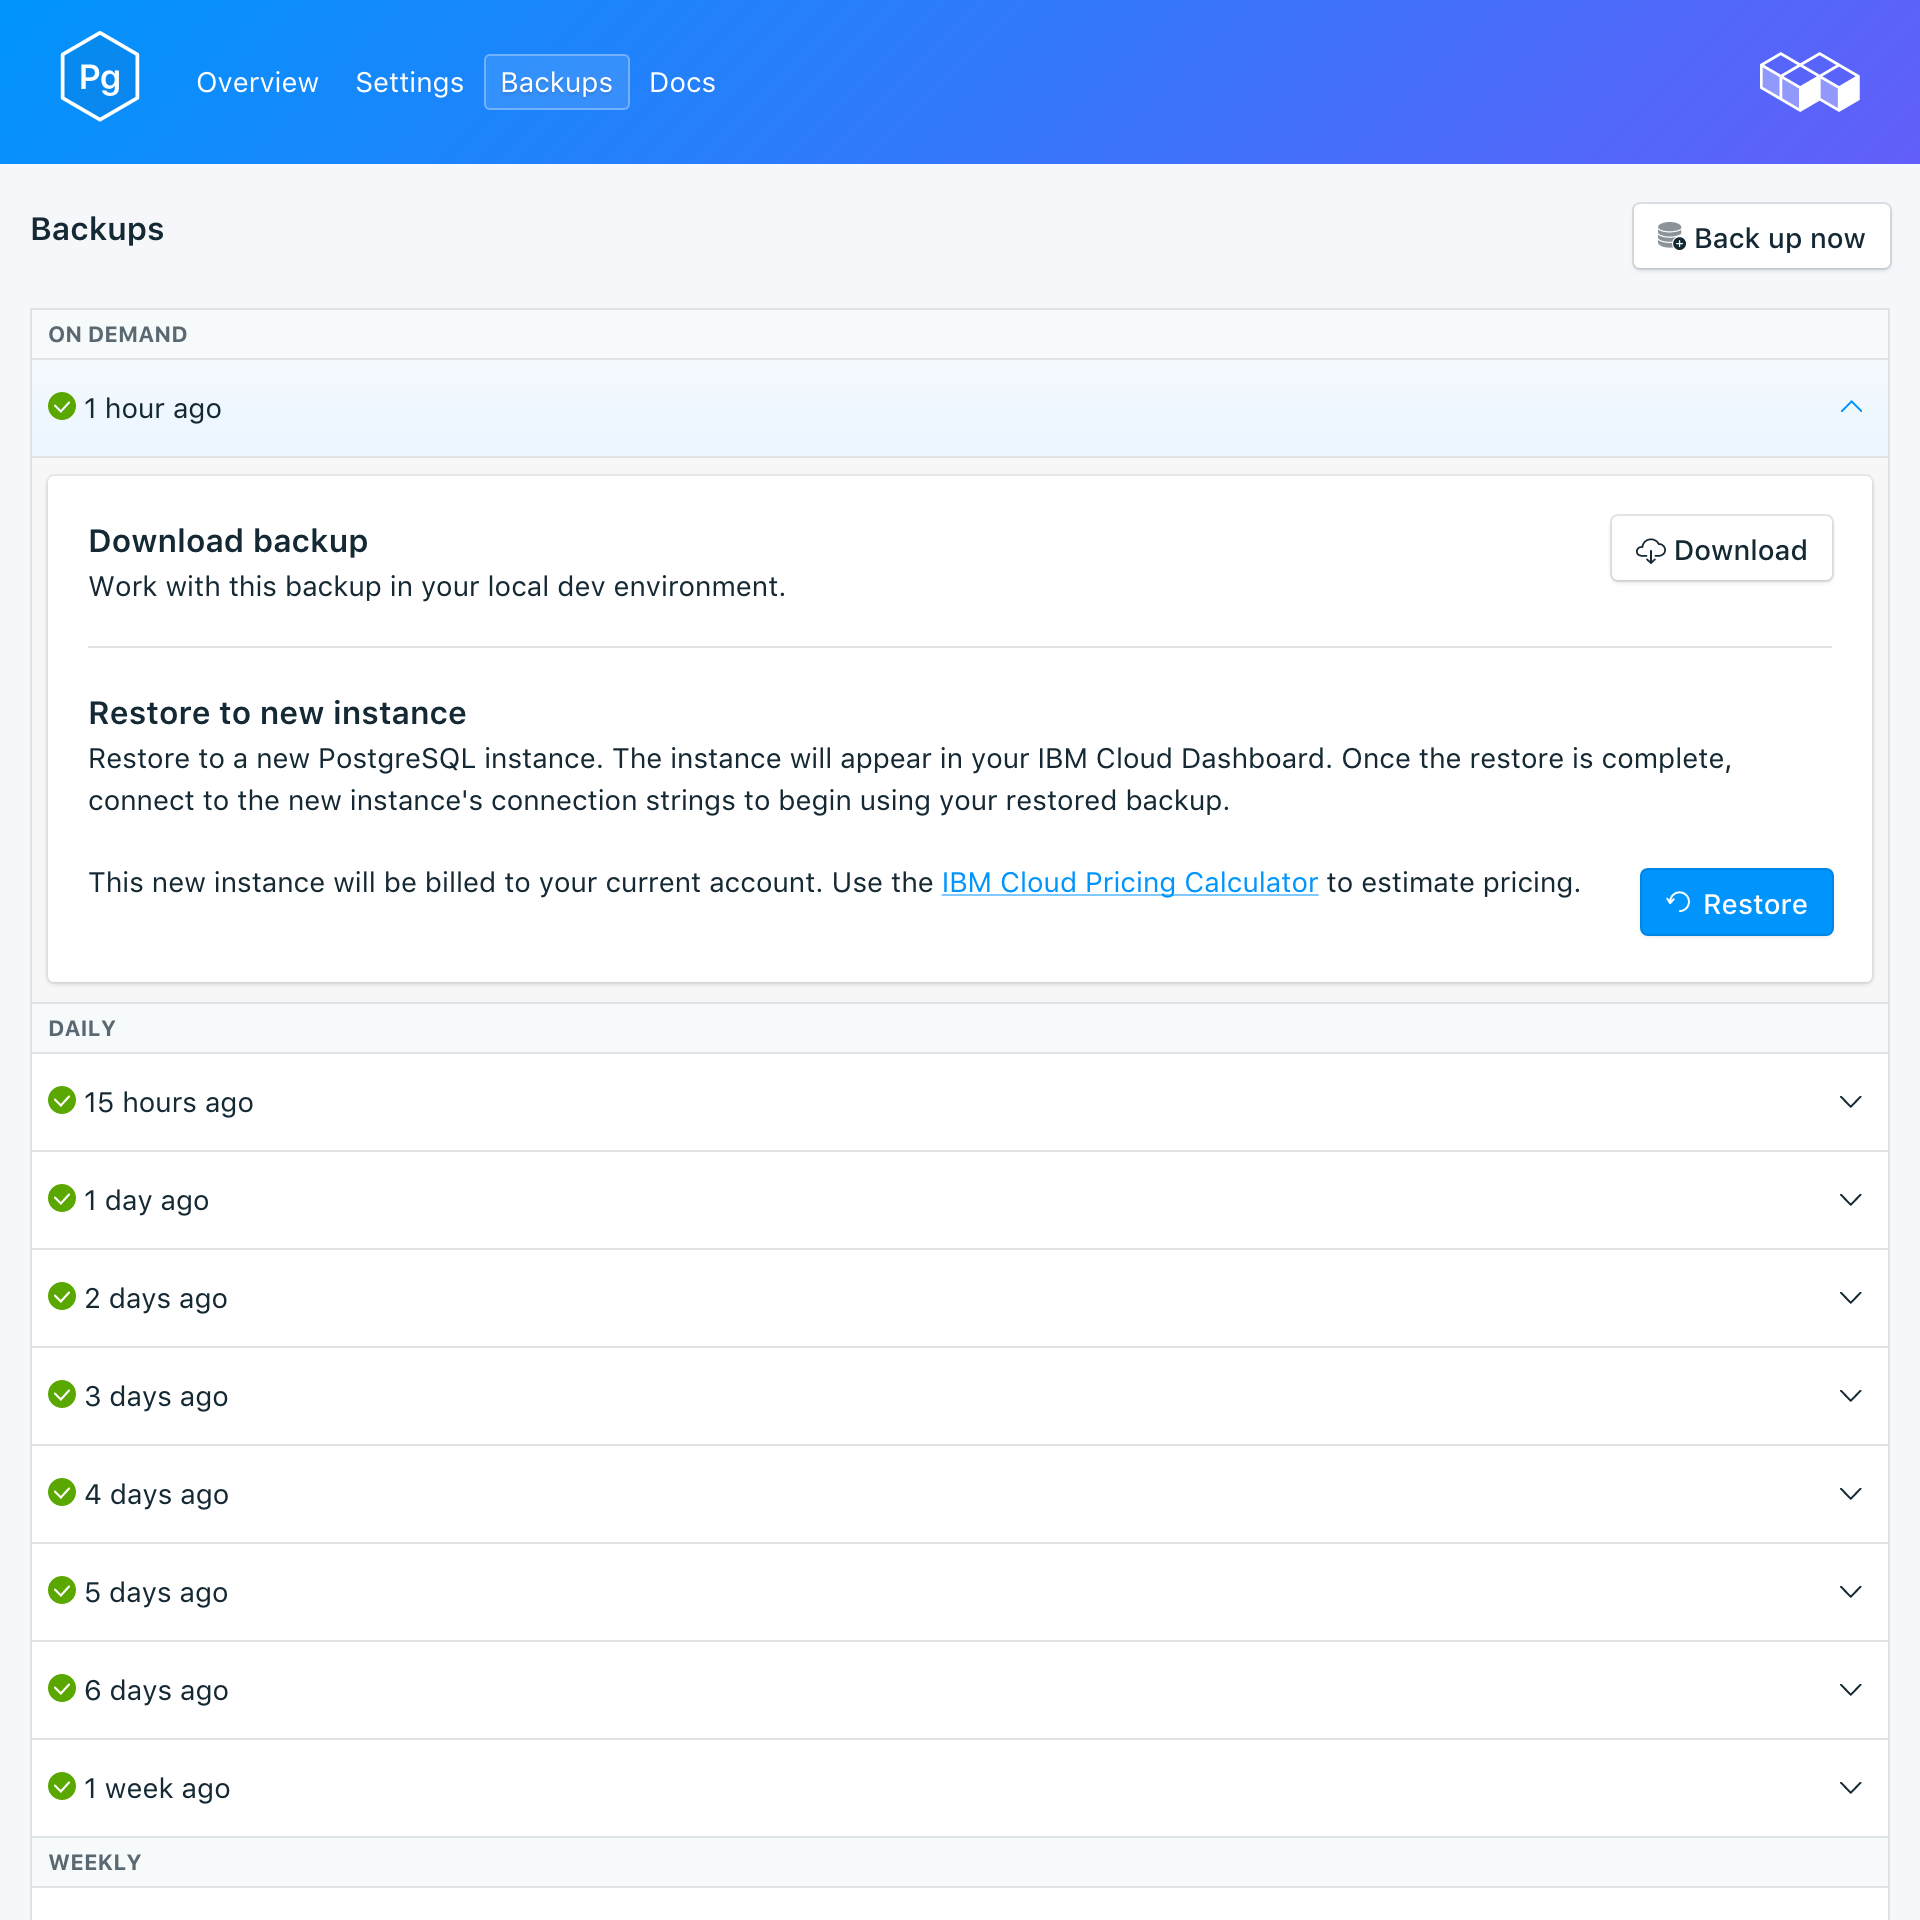 Pg
Overview Settings Backups Docs
Backups
Back up now
ON DEMAND
1 hour ago
Download backup
Download
Work with this backup in your local dev environment.
Restore to new instance
Restore to a new PostgreSQL instance. The instance will appear in your IBM Cloud Dashboard. Once the restore is complete,
connect to the new instance's connection strings to begin using your restored backup.
This new instance will be billed to your current account. Use the IBM Cloud Pricing Calculator to estimate pricing.
Restore
DAILY
15 hours ago
1 day ago
2 days ago
3 days ago
4 days ago
5 days ago
6 days ago
1 week ago
WEEKLY